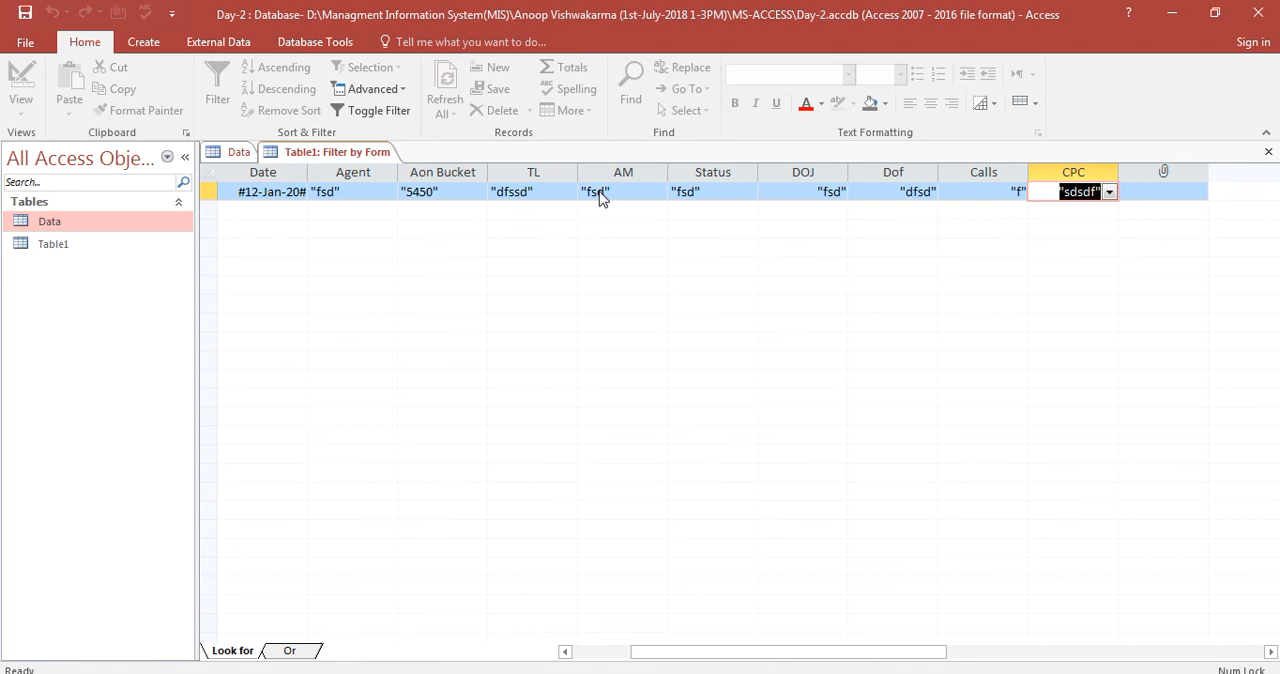 Day-2 : Database- D:\Managment Information System(MIS)\Anoop Vishwakarma (1st-July-2018 1-3PM)\MS-ACCESS\Day-2.accdb (Access 2007 - 2016 file format) - Access
File Home Create External Data Database Tools Tell me what you want to do... Sign in
View
Views
Paste
Cut
Copy
Format Painter
Clipboard
Filter
Ascending
Descending
Remove Sort
Selection
Advanced
Toggle Filter
Sort & Filter
Refresh
All
New
Save
Delete
Totals
Spelling
More
Records
Find
Replace
Go To
Select
Find
B I U A ab
Text Formatting
All Access Obje...
Search...
Tables
Data
Table1
Data Table1: Filter by Form
Date Agent Aon Bucket TL AM Status DOJ Dof Calls CPC
#12-Jan-20# "fsd" "5450" "dfssd" "fsd" "fsd" "fsd" "dfsd" "f" "sdsdf"
Look for Or
Ready Num Lock